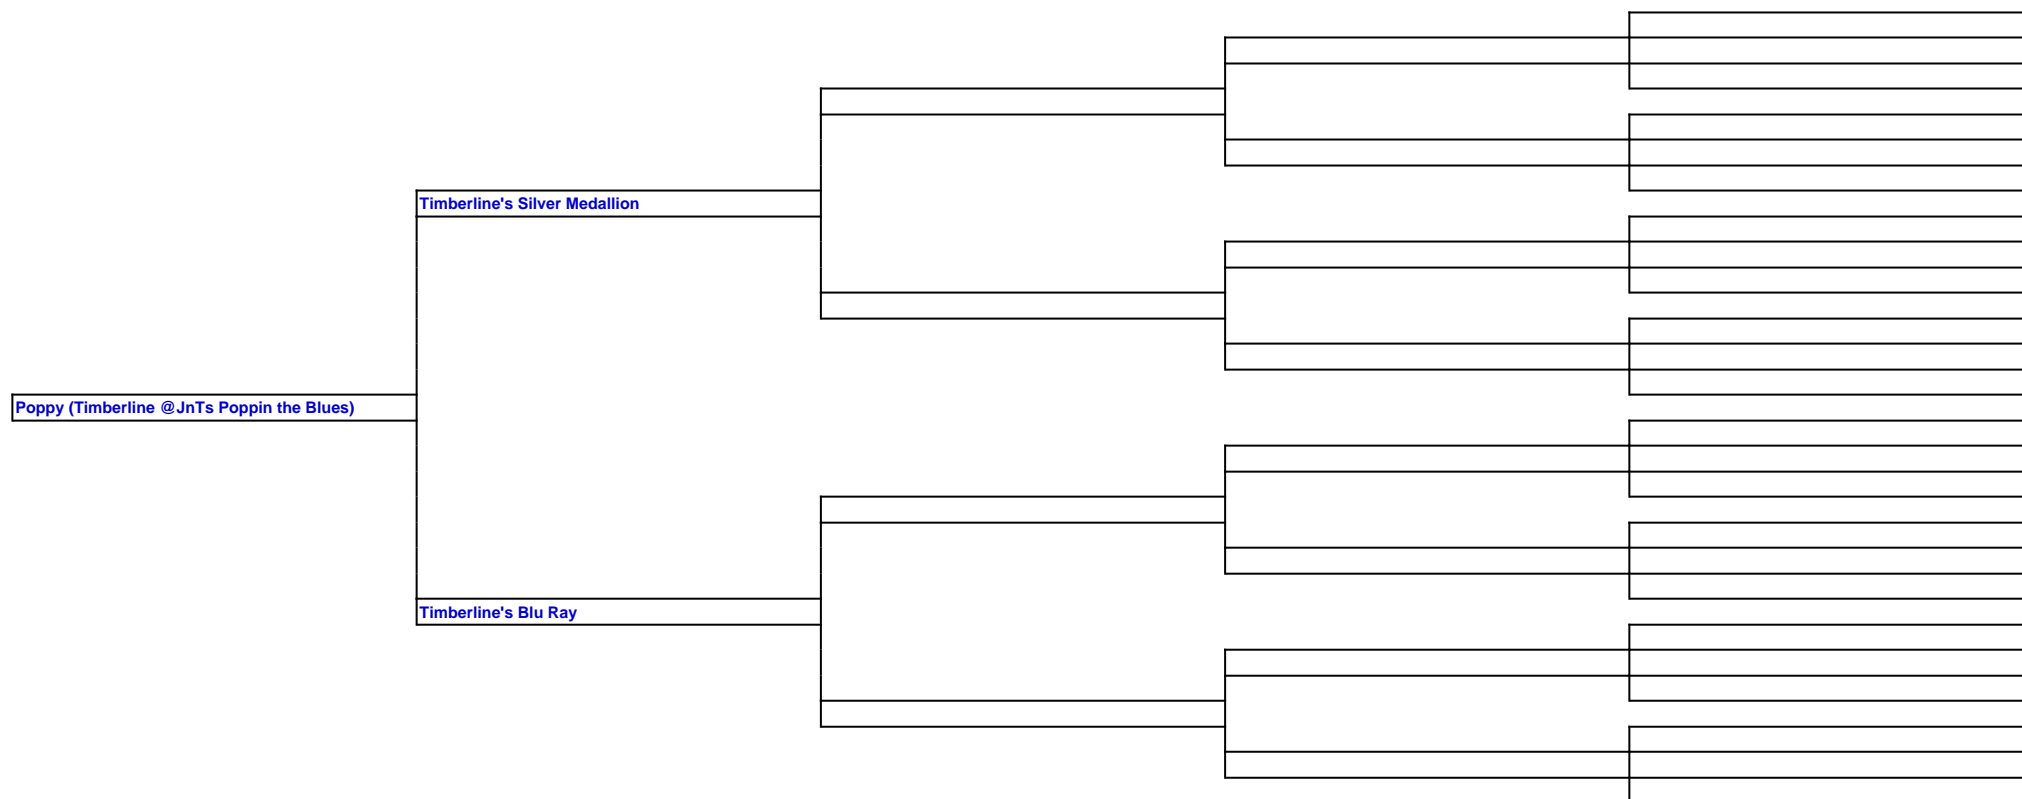 Timberline's Silver Medallion
Poppy (Timberline @JnTs Poppin the Blues)
Timberline's Blu Ray